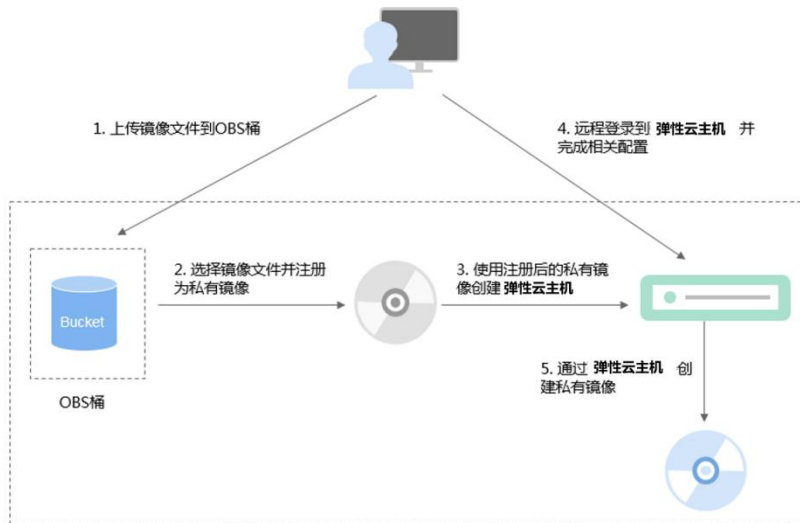 1. 上传镜像文件到OBS桶
4. 远程登录到 弹性云主机 并
完成相关配置
2. 选择镜像文件并注册
为私有镜像
3. 使用注册后的私有镜
像创建 弹性云主机
Bucket
OBS桶
5. 通过 弹性云主机 创
建私有镜像